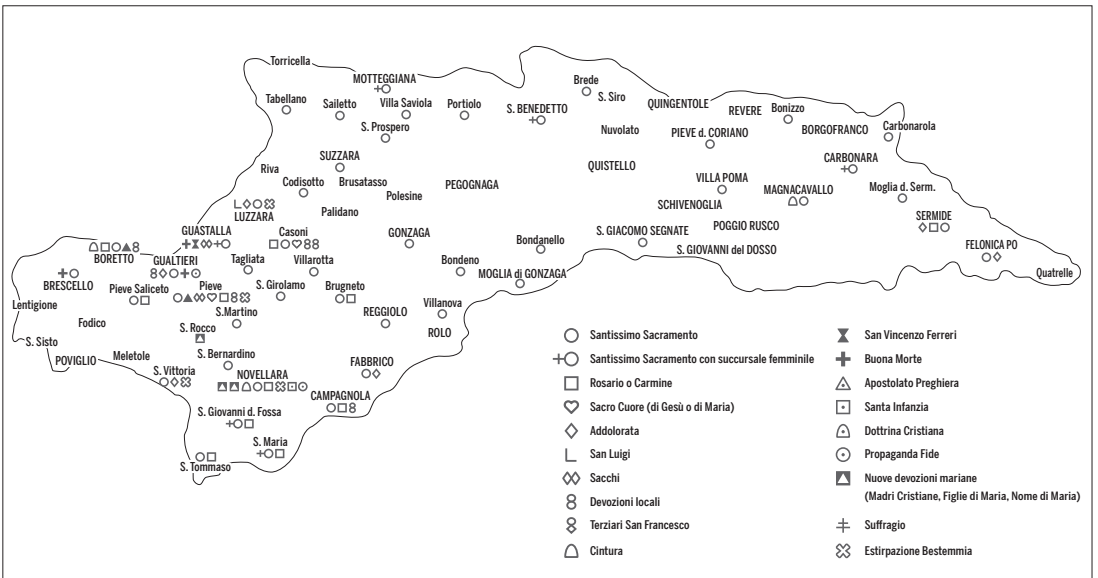 Torricella
MOTTEGGIANA
Brede
S. Siro
Tabellano
Sailetto
Villa Saviola
Portiolo
S. BENEDETTO
QUINGENTOLE
REVERE
Bonizzo
S. Prospero
Nuvolato
PIEVE d. CORIANO
BORGOFRANCO
Carbonarola
SUZZARA
QUISTELLO
CARBONARA
Riva
Codisotto
Brusatasso
Polesine
PEGOGNAGA
VILLA POMA
MAGNACAVALLO
Moglia d. Serm.
LUZZARA
Palidano
SCHIVENOGLIA
POGGIO RUSCO
SERMIDE
GUASTALLA
Casoni
GONZAGA
Bondanello
S. GIACOMO SEGNATE
S. GIOVANNI del DOSSO
FELONICA PO
BORETTO
GUALTIERI
Tagliata
Villarotta
Bondeno
MOGLIA di GONZAGA
Quatrelle
BRESCELLO
Pieve Saliceto
Pieve
S. Girolamo
Brugneto
Lentigione
Fodico
S.Martino
REGGIOLO
Villanova
S. Sisto
S. Rocco
ROLO
POVIGLIO
Meletole
S. Bernardino
S. Vittoria
NOVELLARA
FABBRICO
CAMPAGNOLA
S. Giovanni d. Fossa
S. Maria
S. Tommaso
Santissimo Sacramento
Santissimo Sacramento con succursale femminile
Rosario o Carmine
Sacro Cuore (di Gesù o di Maria)
Addolorata
San Luigi
Sacchi
Devozioni locali
Terziari San Francesco
Cintura
San Vincenzo Ferreri
Buona Morte
Apostolato Preghiera
Santa Infanzia
Dottrina Cristiana
Propaganda Fide
Nuove devozioni mariane
(Madri Cristiane, Figlie di Maria, Nome di Maria)
Suffragio
Estirpazione Bestemmia